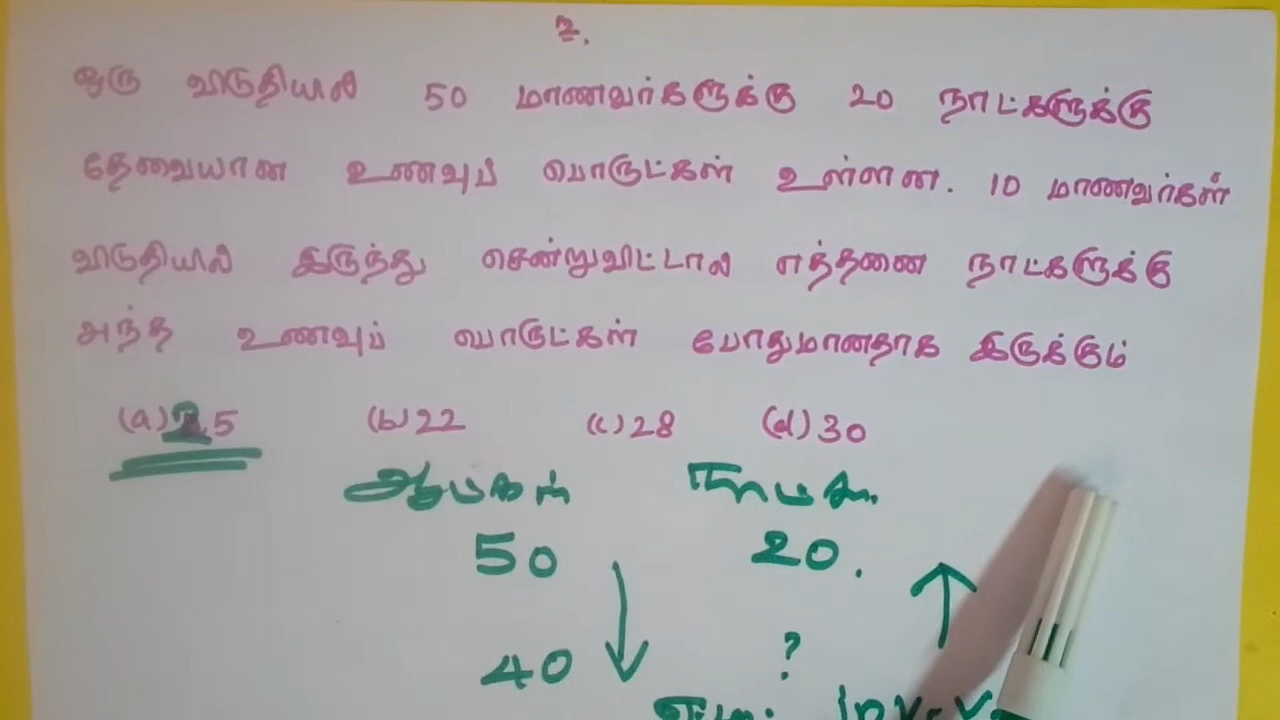 2.
ஒரு விடுதியில் 50 மாணவர்களுக்கு 20 நாட்களுக்கு
தேவையான உணவுப் பொருட்கள் உள்ளன. 10 மாணவர்கள்
விடுதியில் இருந்து சென்றுவிட்டால் எத்தனை நாட்களுக்கு
அந்த உணவுப் பொருட்கள் போதுமானதாக இருக்கும்
(a) 25 (b) 22 (c) 28 (d) 30
ஆட்கள் நாட்கள்
50 20.
40 ?